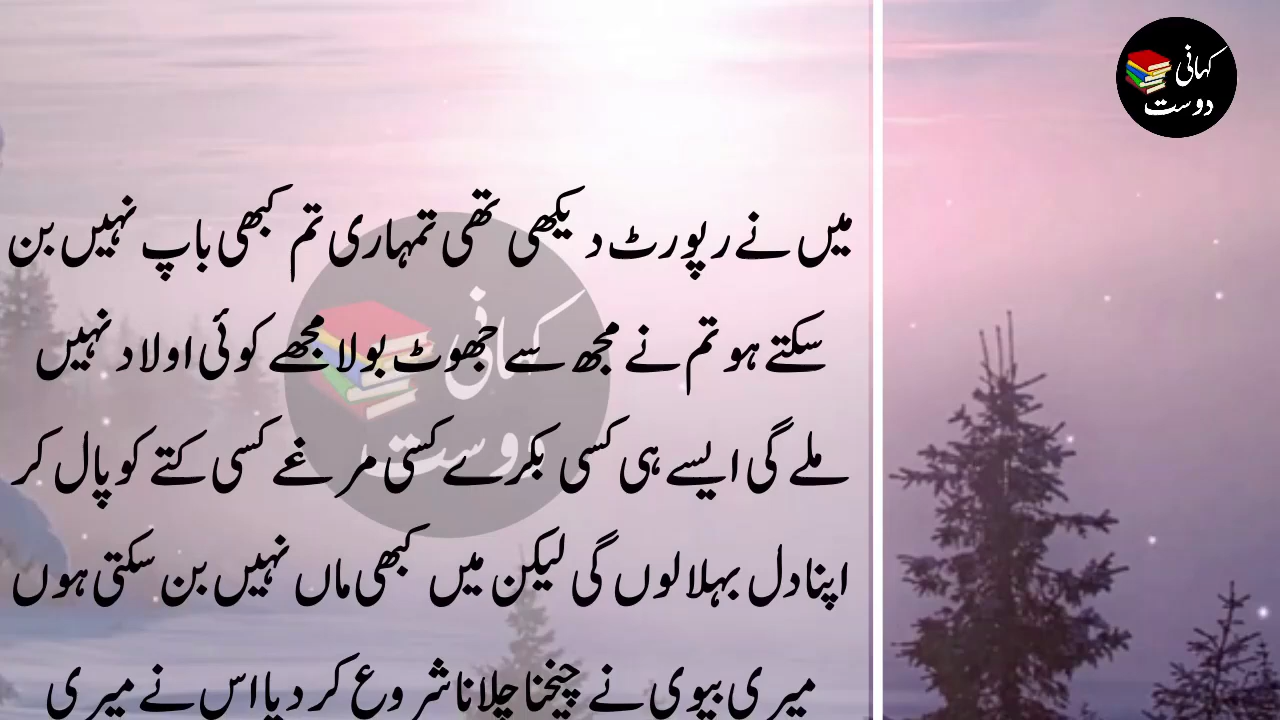 کہانی
دوست
میں نے رپورٹ دیکھی تھی تمہاری تم کبھی باپ نہیں بن
سکتے ہو تم نے مجھ سے جھوٹ بولا مجھے کوئی اولاد نہیں
ملے گی ایسے ہی کسی بکرے کسی مرغے کسی کتے کو پال کر
اپنا دل بہلا لوں گی لیکن میں کبھی ماں نہیں بن سکتی ہوں
میری بیوی نے چیخنا چلانا شروع کر دیا اس نے میری
کہانی
دوست